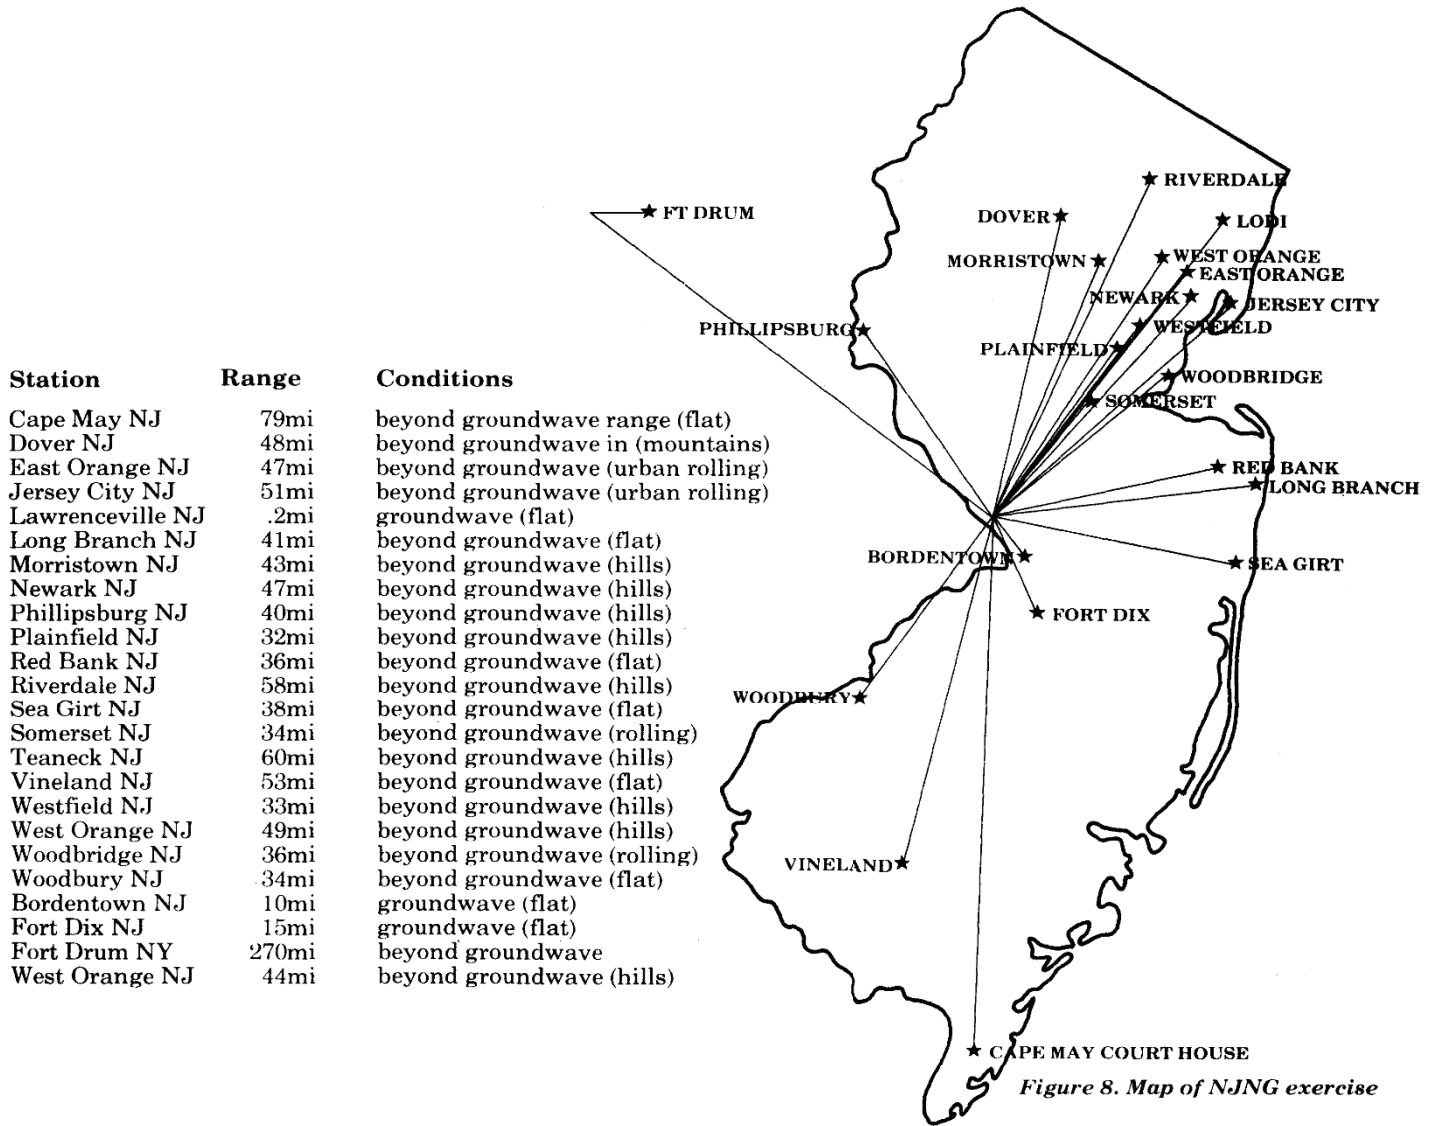 RIVERDALE
FT DRUM
DOVER
LODI
MORRISTOWN
WEST ORANGE
EAST ORANGE
NEWARK
JERSEY CITY
PHILLIPSBURG
WESTFIELD
PLAINFIELD
WOODBRIDGE
SOMERSET
RED BANK
LONG BRANCH
BORDENTOWN
SEA GIRT
FORT DIX
WOODBURY
VINELAND
CAPE MAY COURT HOUSE
Station Range Conditions
Cape May NJ 79mi beyond groundwave range (flat)
Dover NJ 48mi beyond groundwave in (mountains)
East Orange NJ 47mi beyond groundwave (urban rolling)
Jersey City NJ 51mi beyond groundwave (urban rolling)
Lawrenceville NJ .2mi groundwave (flat)
Long Branch NJ 41mi beyond groundwave (flat)
Morristown NJ 43mi beyond groundwave (hills)
Newark NJ 47mi beyond groundwave (hills)
Phillipsburg NJ 40mi beyond groundwave (hills)
Plainfield NJ 32mi beyond groundwave (hills)
Red Bank NJ 36mi beyond groundwave (flat)
Riverdale NJ 58mi beyond groundwave (hills)
Sea Girt NJ 38mi beyond groundwave (flat)
Somerset NJ 34mi beyond groundwave (rolling)
Teaneck NJ 60mi beyond groundwave (hills)
Vineland NJ 53mi beyond groundwave (flat)
Westfield NJ 33mi beyond groundwave (hills)
West Orange NJ 49mi beyond groundwave (hills)
Woodbridge NJ 36mi beyond groundwave (rolling)
Woodbury NJ 34mi beyond groundwave (flat)
Bordentown NJ 10mi groundwave (flat)
Fort Dix NJ 15mi groundwave (flat)
Fort Drum NY 270mi beyond groundwave
West Orange NJ 44mi beyond groundwave (hills)
Figure 8. Map of NJNG exercise